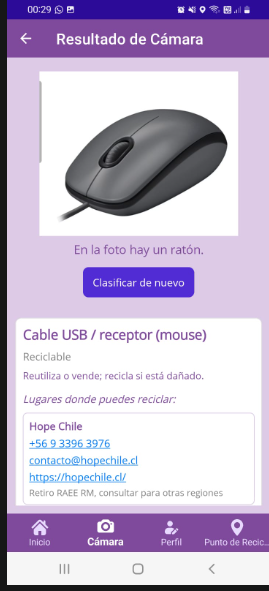 00:29
Resultado de Cámara
En la foto hay un ratón.
Clasificar de nuevo
Cable USB / receptor (mouse)
Reciclable
Reutiliza o vende; recicla si está dañado.
Lugares donde puedes reciclar:
Hope Chile
+56 9 3396 3976
contacto@hopechile.cl
https://hopechile.cl/
Retiro RAEE RM, consultar para otras regiones
Inicio
Cámara
Perfil
Punto de Recic...